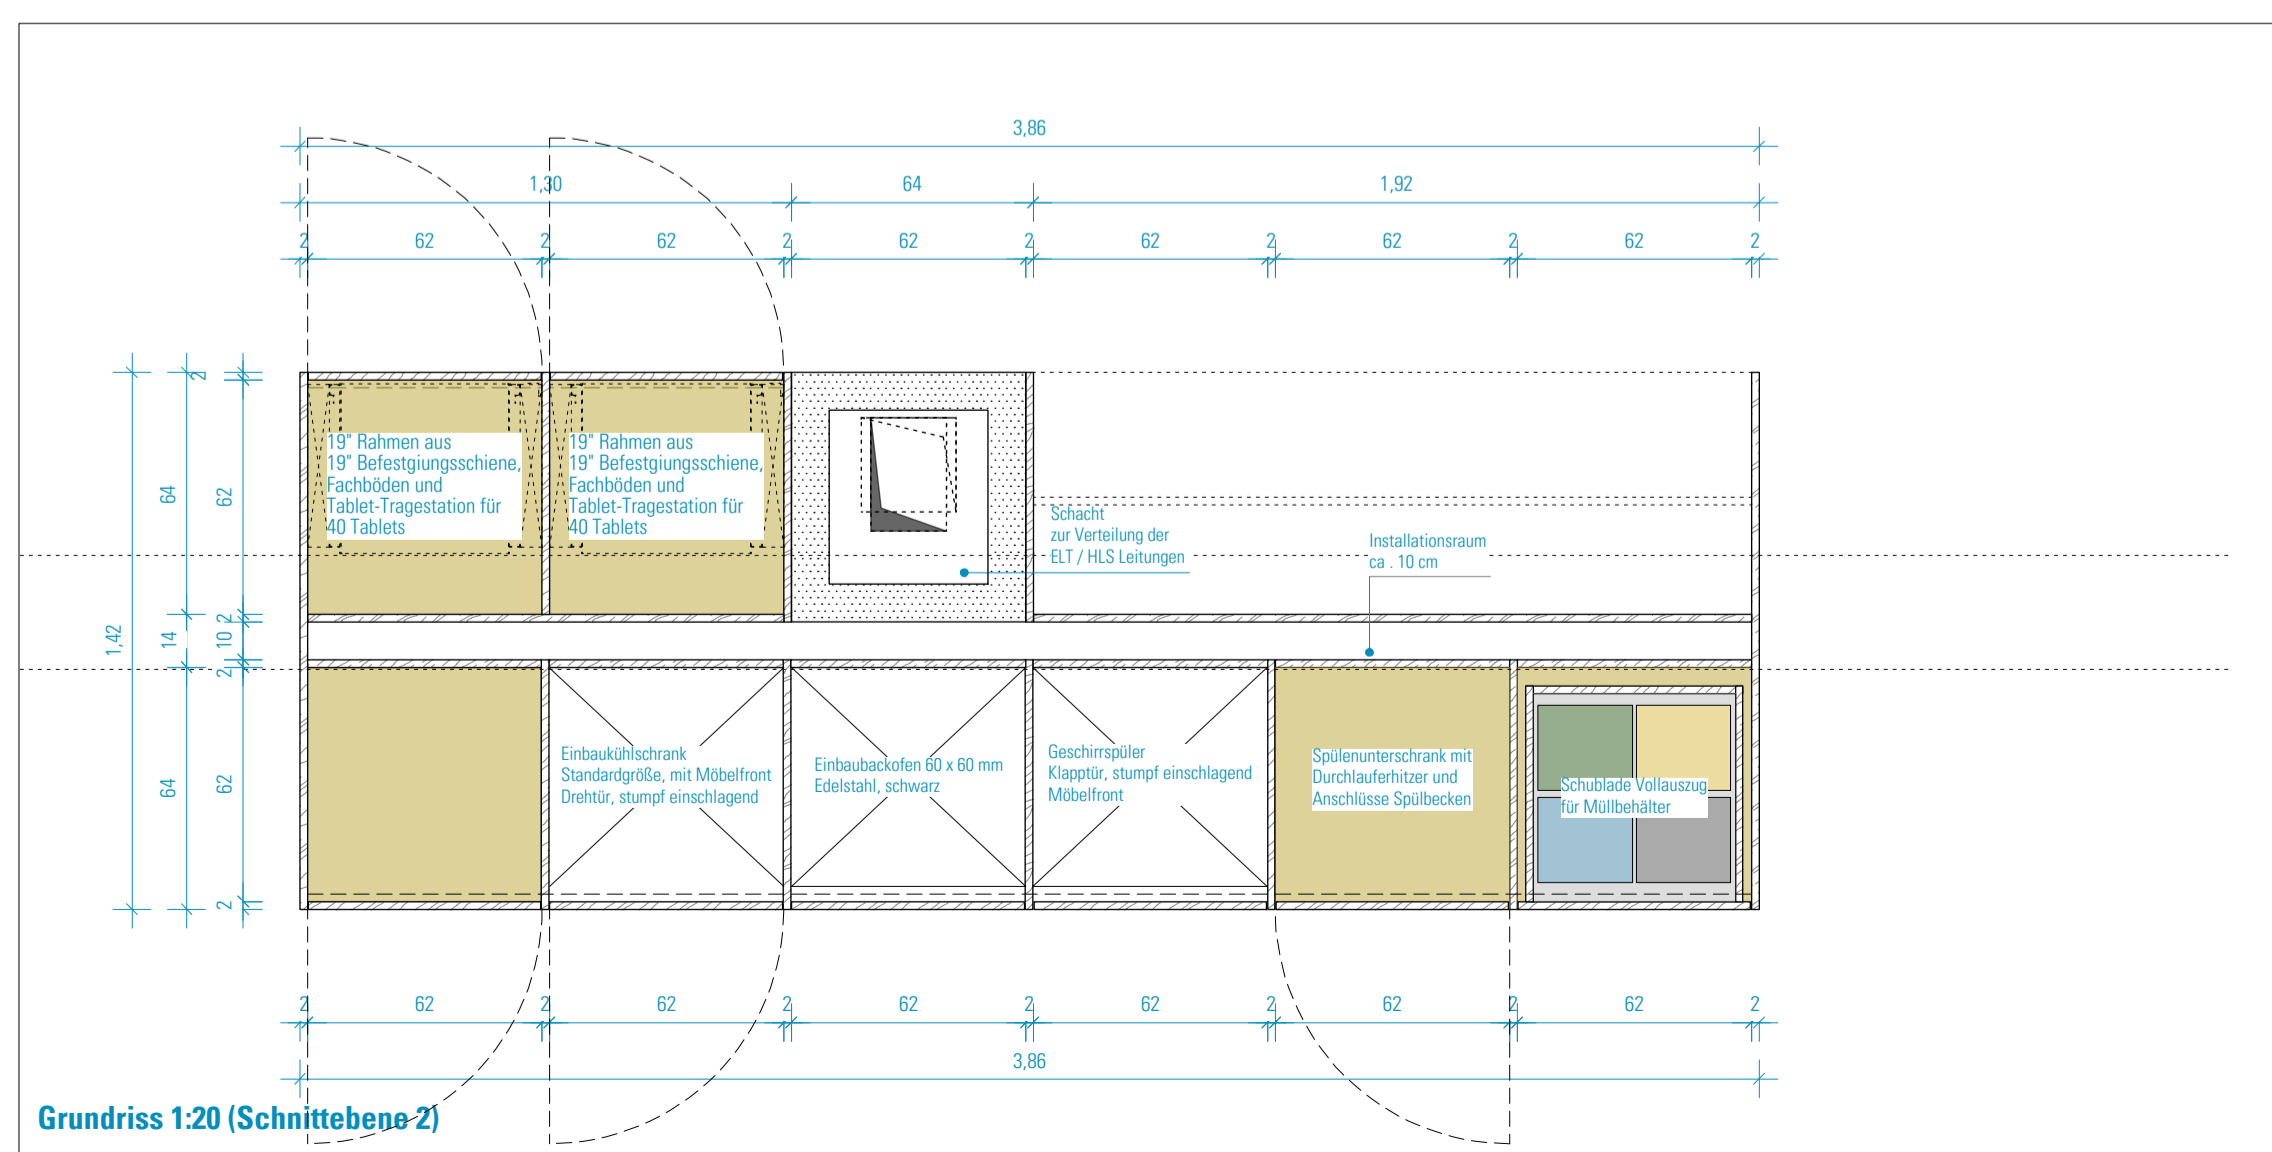 3,86
1,30 64 1,92
2 62 2 62 2 62 2 62 2 62 2 62 2
2
64
62
19" Rahmen aus
19" Befestgiungsschiene,
Fachböden und
Tablet-Tragestation für
40 Tablets
19" Rahmen aus
19" Befestgiungsschiene,
Fachböden und
Tablet-Tragestation für
40 Tablets
Schacht
zur Verteilung der
ELT / HLS Leitungen
Installationsraum
ca . 10 cm
1,42
14
2
10
2
64
62
2
Einbaukühlschrank
Standardgröße, mit Möbelfront
Drehtür, stumpf einschlagend
Einbaubackofen 60 x 60 mm
Edelstahl, schwarz
Geschirrspüler
Klapptür, stumpf einschlagend
Möbelfront
Spülenunterschrank mit
Durchlauferhitzer und
Anschlüsse Spülbecken
Schublade Vollauszug
für Müllbehälter
2 62 2 62 2 62 2 62 2 62 2 62 2
3,86
Grundriss 1:20 (Schnittebene 2)